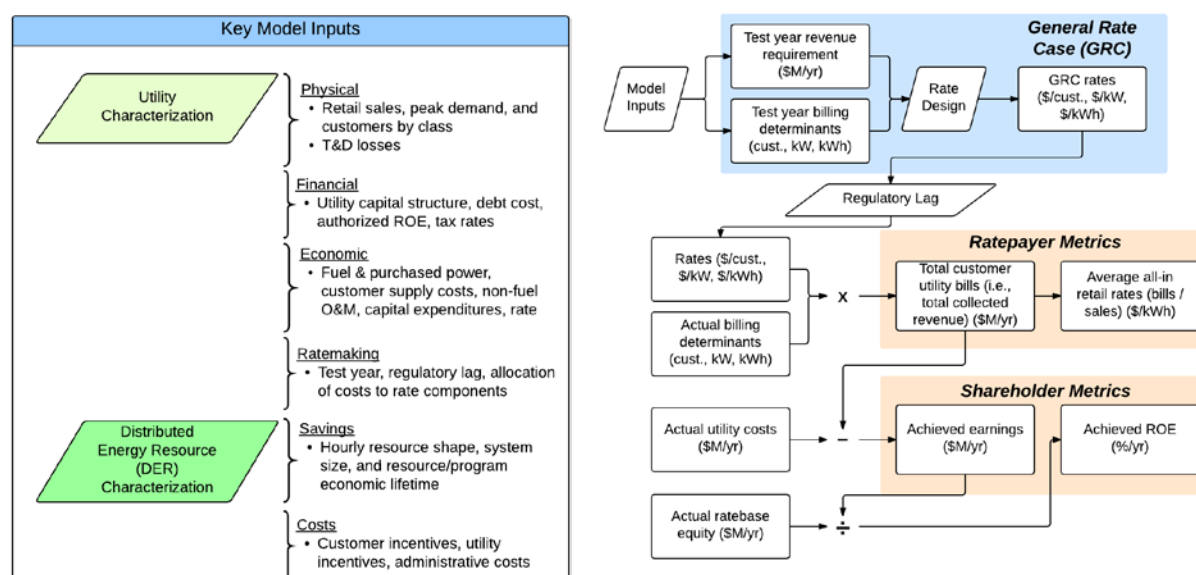 Key Model Inputs
Utility
Characterization
Physical
• Retail sales, peak demand, and
customers by class
• T&D losses
Financial
• Utility capital structure, debt cost,
authorized ROE, tax rates
Economic
• Fuel & purchased power,
customer supply costs, non-fuel
O&M, capital expenditures, rate
Ratemaking
• Test year, regulatory lag, allocation
of costs to rate components
Distributed
Energy Resource
(DER)
Characterization
Savings
• Hourly resource shape, system
size, and resource/program
economic lifetime
Costs
• Customer incentives, utility
incentives, administrative costs
General Rate
Case (GRC)
Model
Inputs
Test year revenue
requirement
($M/yr)
Test year billing
determinants
(cust., kW, kWh)
Rate
Design
GRC rates
($/cust., $/kW,
$/kWh)
Regulatory Lag
Rates ($/cust.,
$/kW, $/kWh)
Actual billing
determinants
(cust., kW, kWh)
x
Ratepayer Metrics
Total customer
utility bills (i.e.,
total collected
revenue) ($M/yr)
Average all-in
retail rates (bills /
sales) ($/kWh)
Shareholder Metrics
Actual utility costs
($M/yr)
−
Achieved earnings
($M/yr)
Achieved ROE
(%/yr)
Actual ratebase
equity ($M/yr)
÷